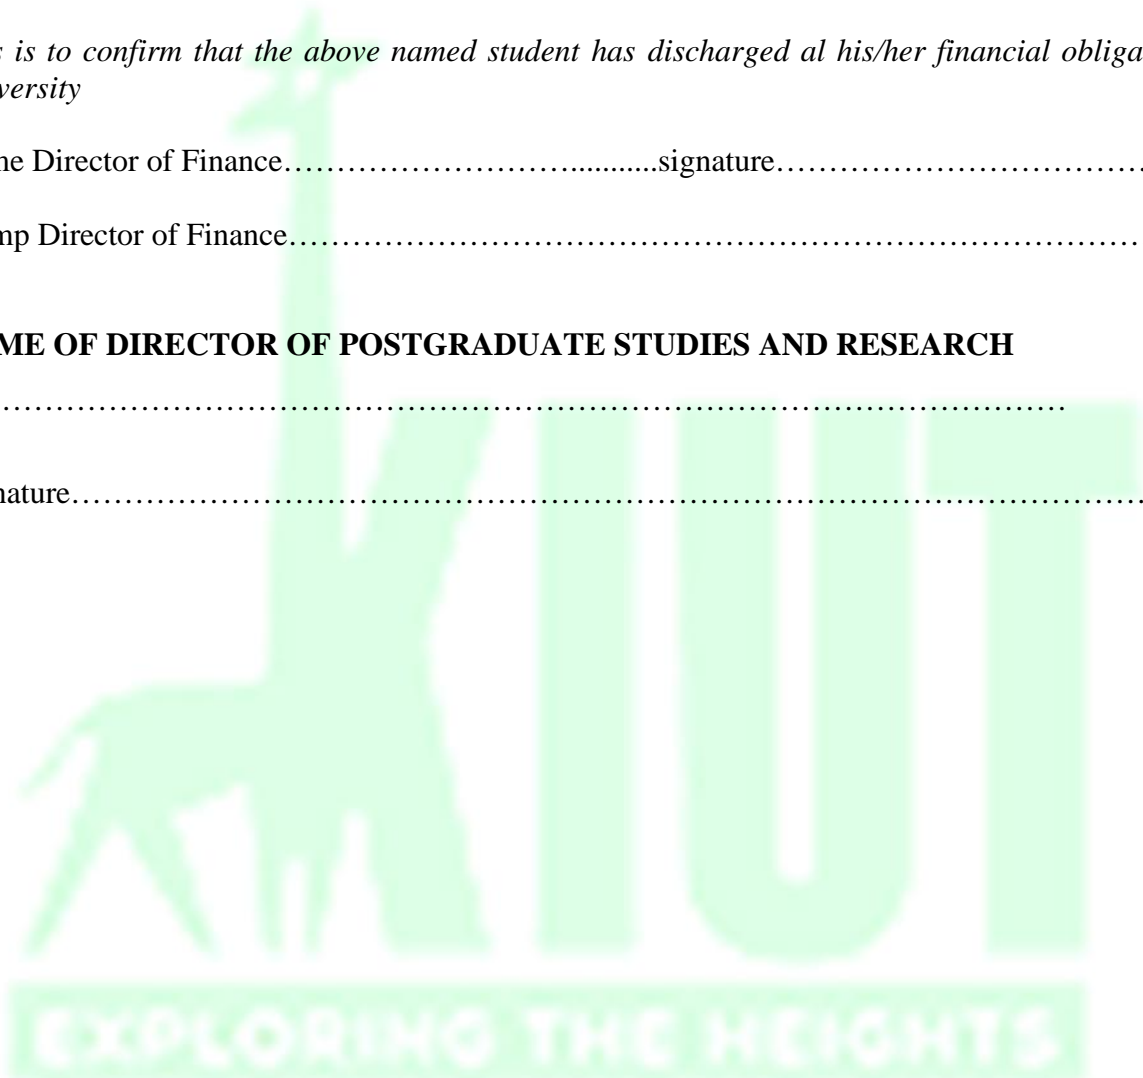 s is to confirm that the above named student has discharged al his/her financial obliga
versity
ne Director of Finance…………………………...........signature……………………………
mp Director of Finance……………………………………………………………………
ME OF DIRECTOR OF POSTGRADUATE STUDIES AND RESEARCH
……………………………………………………………………………………………
nature……………………………………………………………………………………
KIUT
EXPLORING THE HEIGHTS